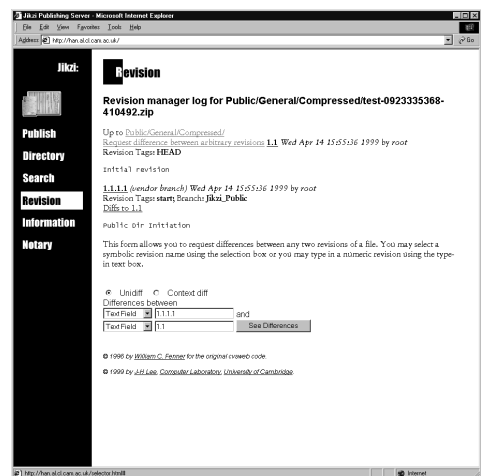 Jikzi Publishing Server - Microsoft Internet Explorer
File Edit View Favorites Tools Help
Address http://han.al.cl.cam.ac.uk/ Go
Jikzi:
Publish
Directory
Search
Revision
Information
Notary
Revision
Revision manager log for Public/General/Compressed/test-0923335368-
410492.zip
Up to Public/General/Compressed/
Request difference between arbitrary revisions 1.1 Wed Apr 14 15:55:36 1999 by root
Revision Tags: HEAD
Initial revision
1.1.1.1 (vendor branch) Wed Apr 14 15:55:36 1999 by root
Revision Tags: start; Branch: Jikzi_Public
Diffs to 1.1
Public Dir Initiation
This form allows you to request differences between any two revisions of a file. You may select a
symbolic revision name using the selection box or you may type in a numeric revision using the type-
in text box.
Unidiff Context diff
Differences between
Text Field 1.1.1.1 and
Text Field 1.1 See Differences
© 1996 by William C. Fenner for the original cvsweb code.
© 1999 by J-H Lee, Computer Laboratory, University of Cambridge.
http://han.al.cl.cam.ac.uk/selector.html# Internet